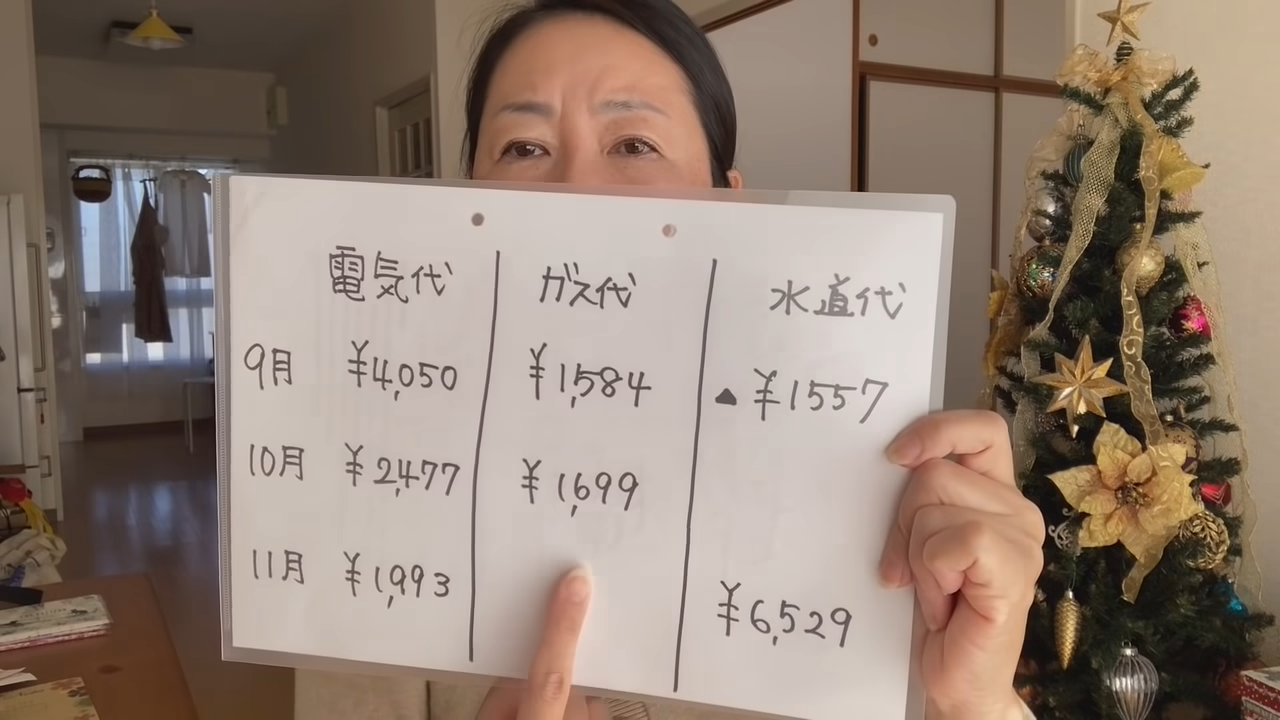 電気代 ガス代 水道代
9月 ¥4,050 ¥1,584 ▲¥1557
10月 ¥2,477 ¥1,699
11月 ¥1,993 ¥6,529